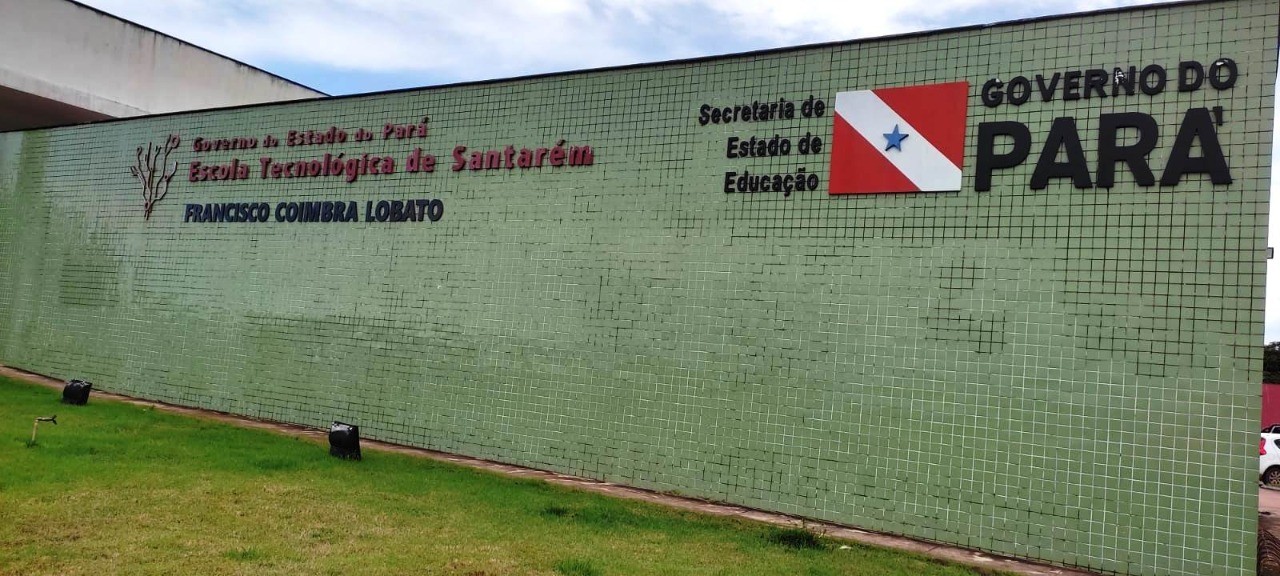 Governo do Estado do Pará
Escola Tecnológica de Santarém
FRANCISCO COIMBRA LOBATO
Secretaria de
Estado de
Educação
GOVERNO DO
PARÁ